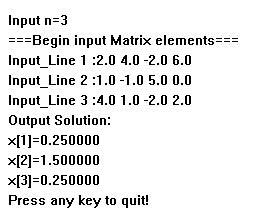 Input n=3
===Begin input Matrix elements===
Input_Line 1 :2.0 4.0 -2.0 6.0
Input_Line 2 :1.0 -1.0 5.0 0.0
Input_Line 3 :4.0 1.0 -2.0 2.0
Output Solution:
x[1]=0.250000
x[2]=1.500000
x[3]=0.250000
Press any key to quit!